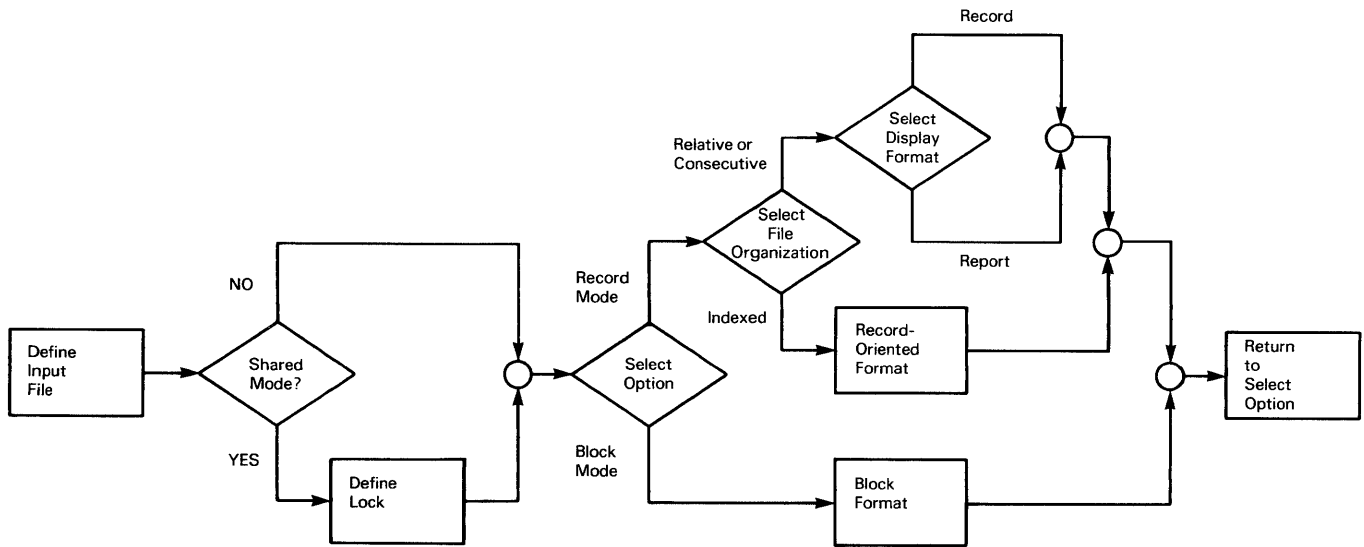 Record
Select
Display
Format
Relative or
Consecutive
Select
File
Organization
Report
NO
Record
Mode
Indexed
Define
Input
File
Shared
Mode?
Select
Option
Record-
Oriented
Format
Return
to
Select
Option
YES
Define
Lock
Block
Mode
Block
Format